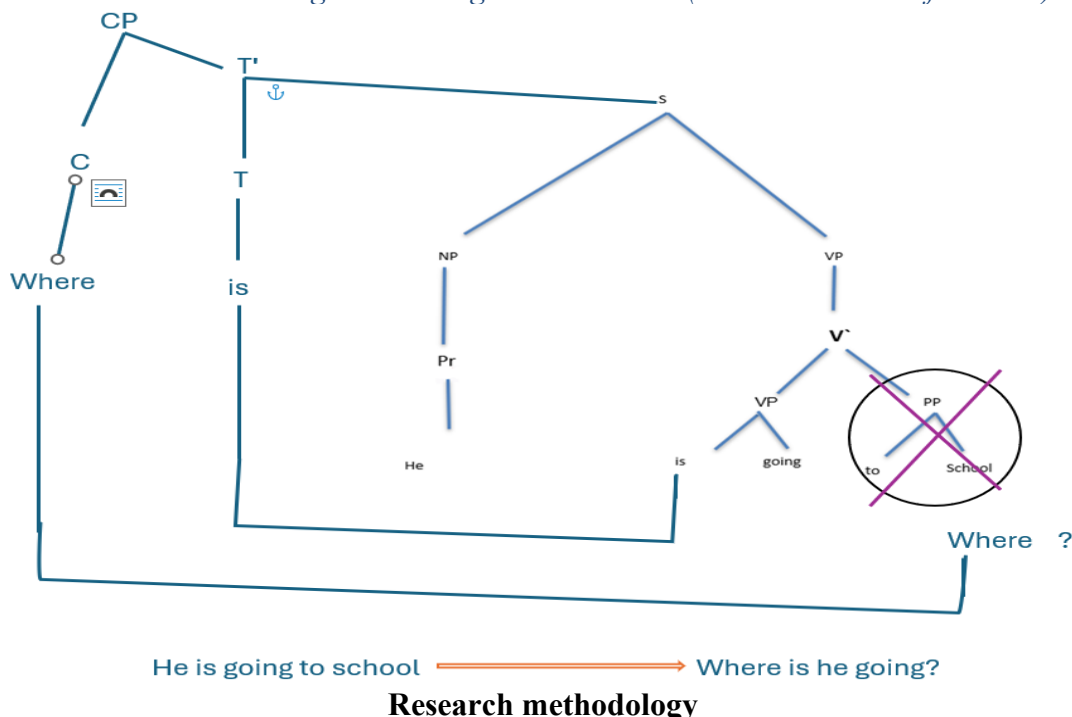 CP
T'
S
C
T
Where
is
NP
VP
V`
Pr
VP
PP
He
is
going
to
School
Where ?
He is going to school
Where is he going?
Research methodology